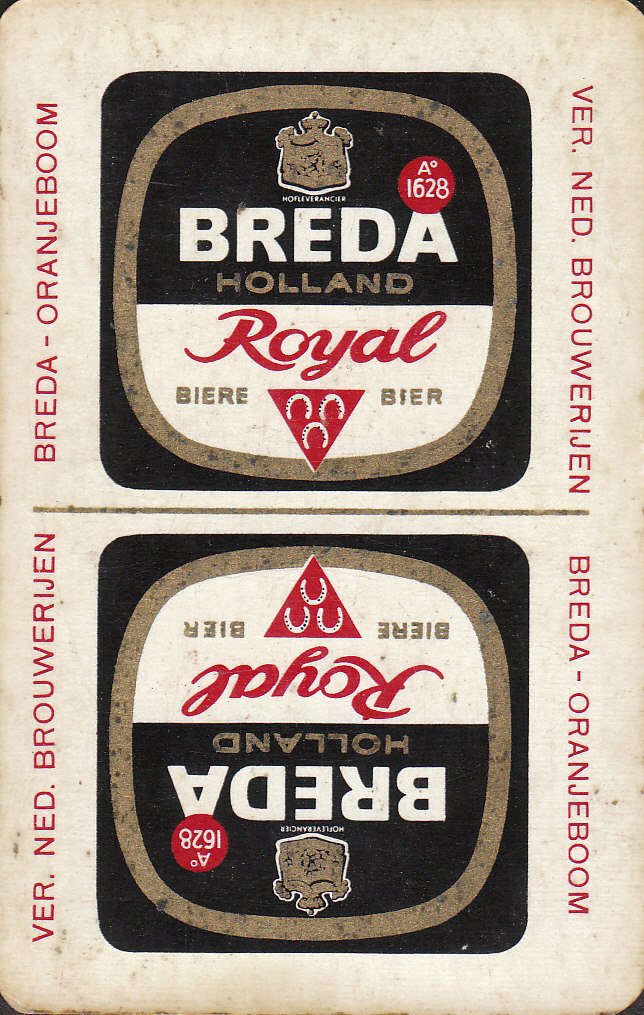 BREDA - ORANJEBOOM
VER. NED. BROUWERIJEN
HOFLEVERANCIER
A° 1628
BREDA
HOLLAND
Royal
BIERE BIER
VER. NED. BROUWERIJEN
BREDA - ORANJEBOOM
HOFLEVERANCIER
A° 1628
BREDA
HOLLAND
Royal
BIERE BIER